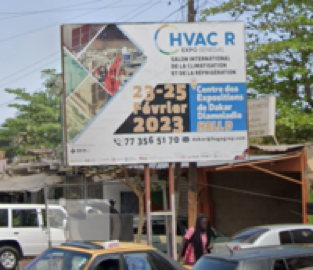 HVAC R
EXPO SENEGAL
SALON INTERNATIONAL
DE LA CLIMATISATION
ET DE LA RÉFRIGÉRATION
23-25
Février
2023
Centre des
Expositions
de Dakar
Diamniadio
HALL D
77 356 51 70